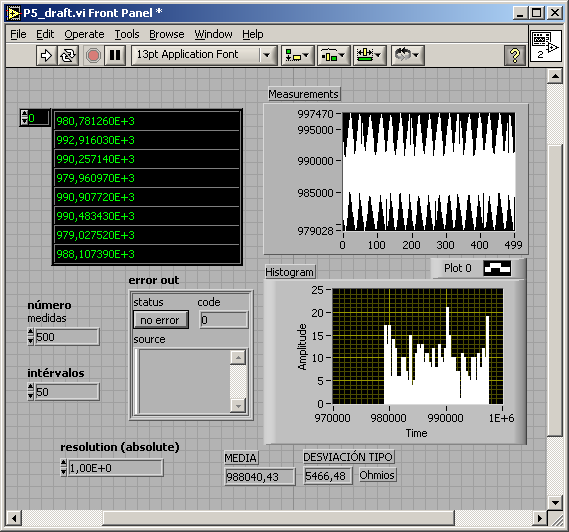 P5_draft.vi Front Panel *
File Edit Operate Tools Browse Window Help
13pt Application Font
?
2
0
980,781260E+3
992,916030E+3
990,257140E+3
979,960970E+3
990,907720E+3
990,483430E+3
979,027520E+3
988,107390E+3
Measurements
997470
995000
990000
985000
979028
0 100 200 300 400 499
Plot 0
Histogram
Amplitude
25
20
15
10
5
0
970000 980000 990000 1E+6
Time
error out
status code
no error 0
source
número
medidas
500
intérvalos
50
resolution (absolute)
1,00E+0
MEDIA
988040,43
DESVIACIÓN TIPO
5466,48 Ohmios